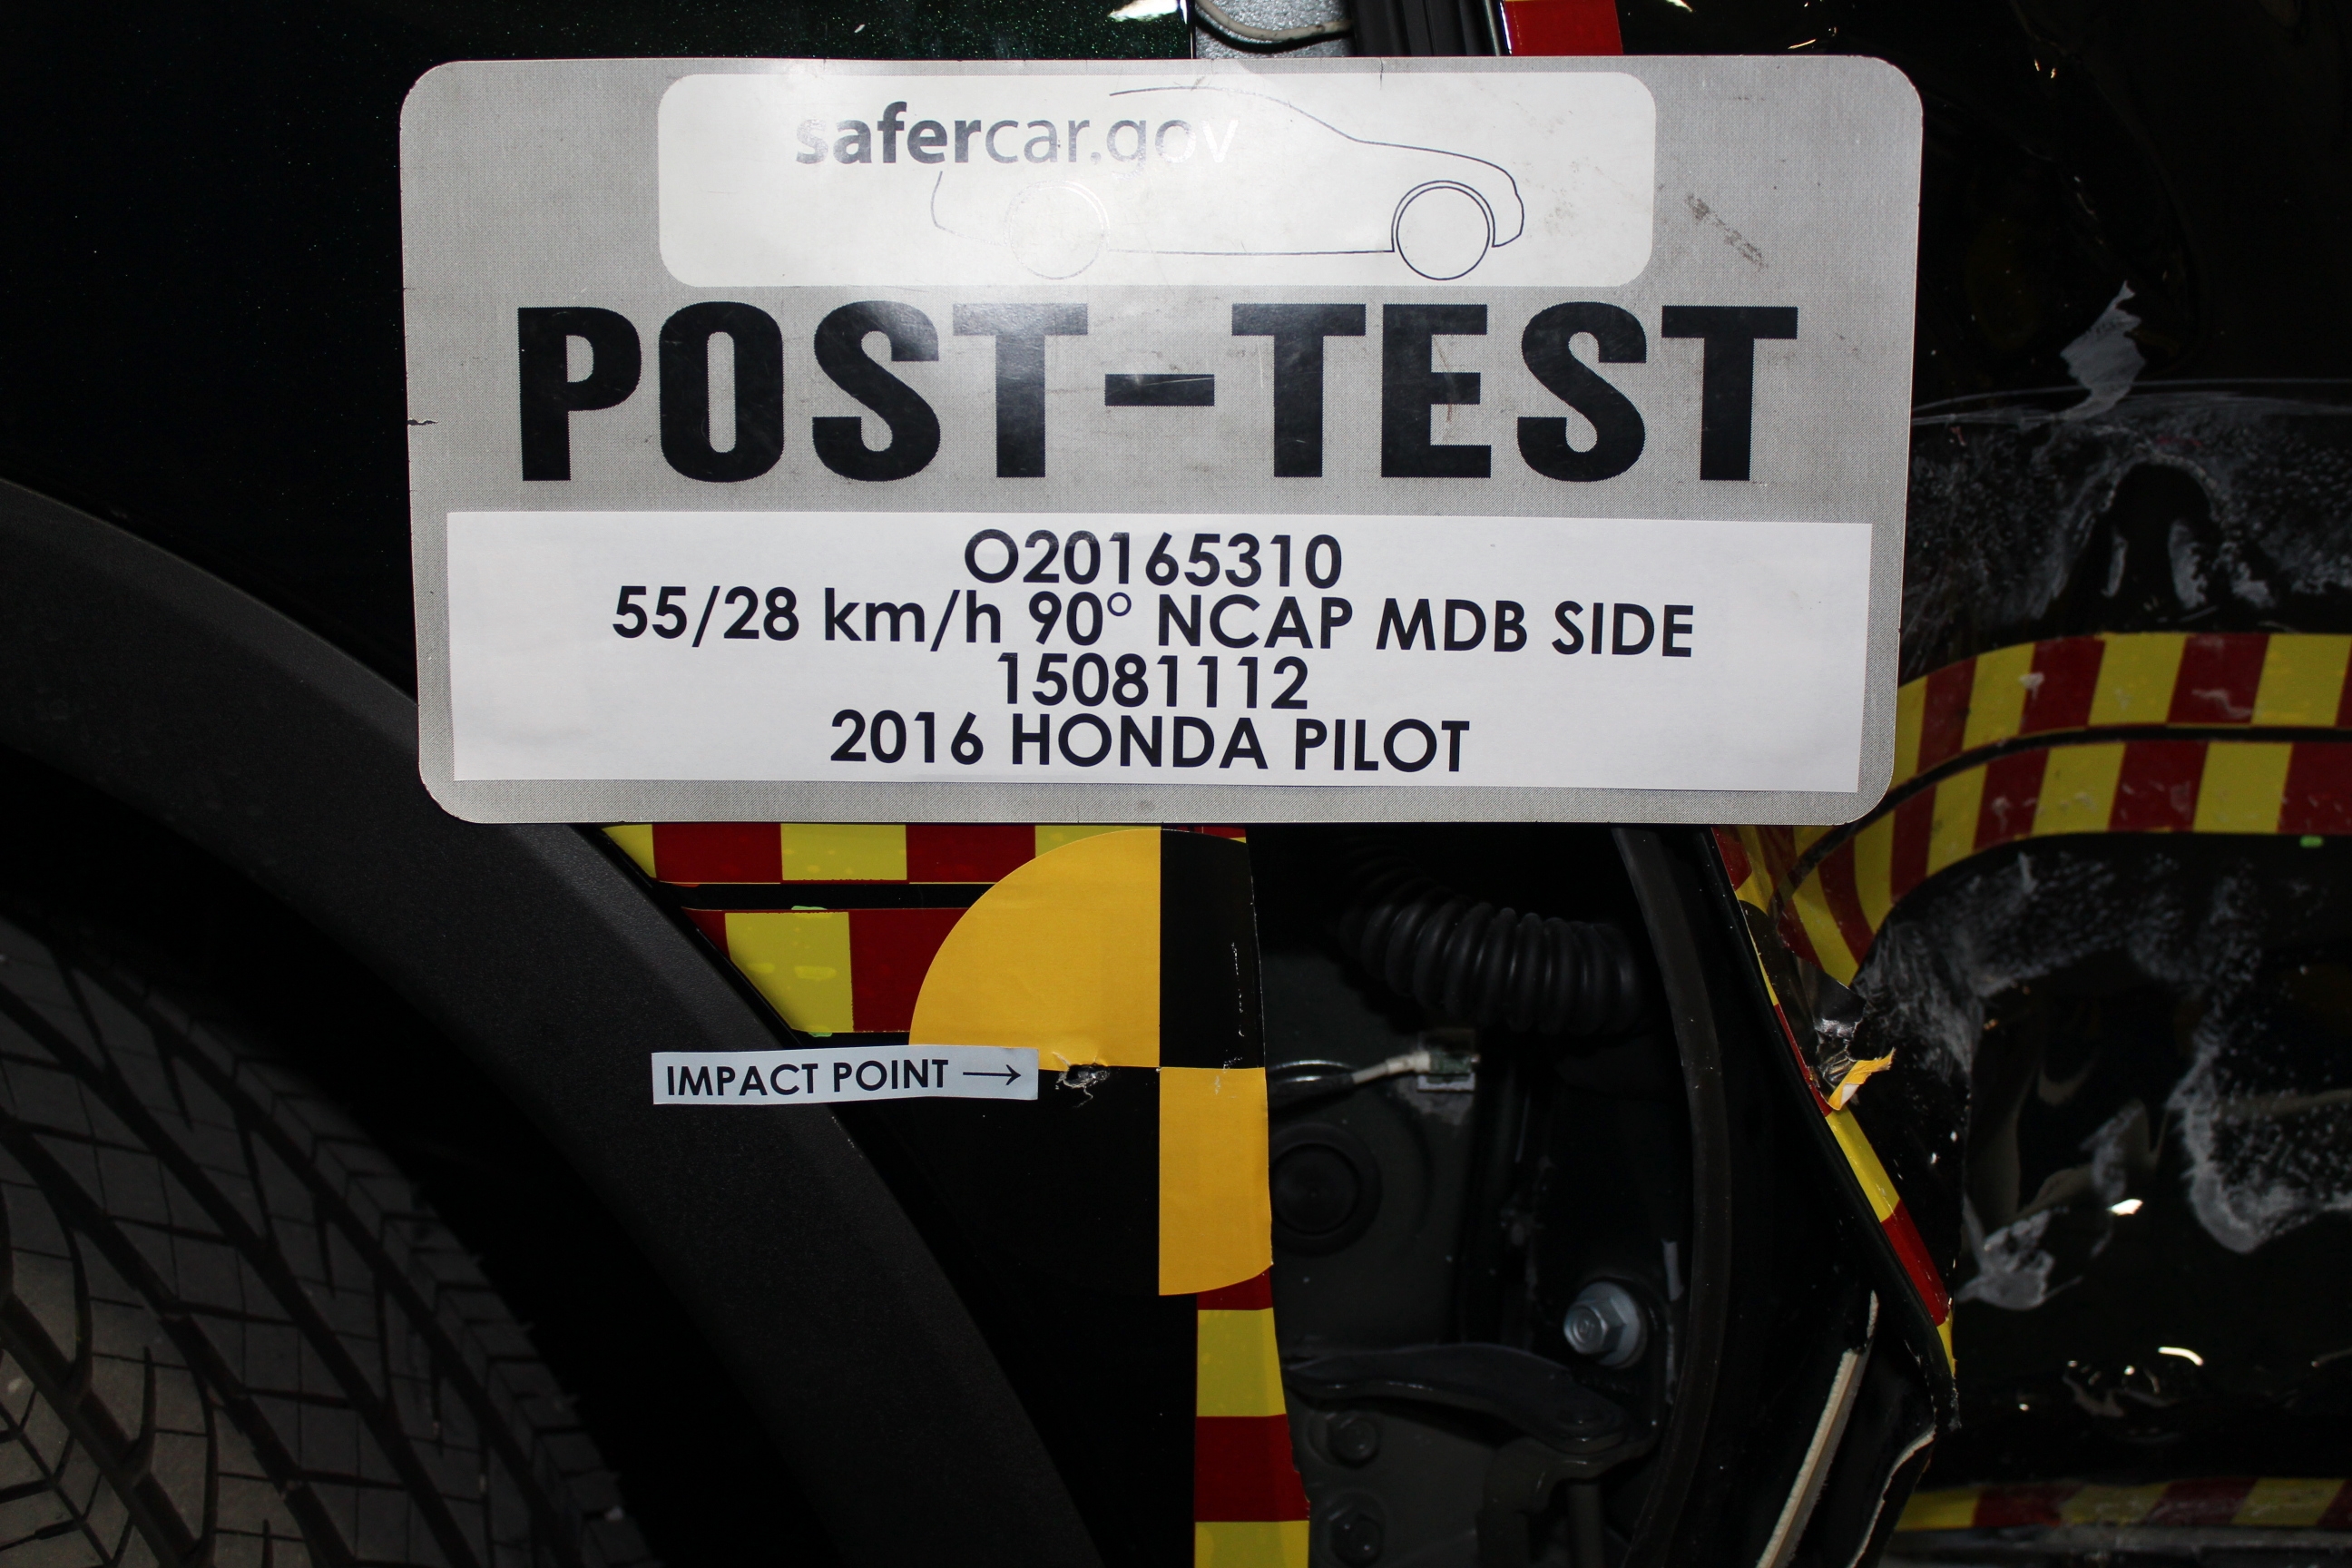 safercar.gov
POST-TEST
O20165310
55/28 km/h 90° NCAP MDB SIDE
15081112
2016 HONDA PILOT
IMPACT POINT →